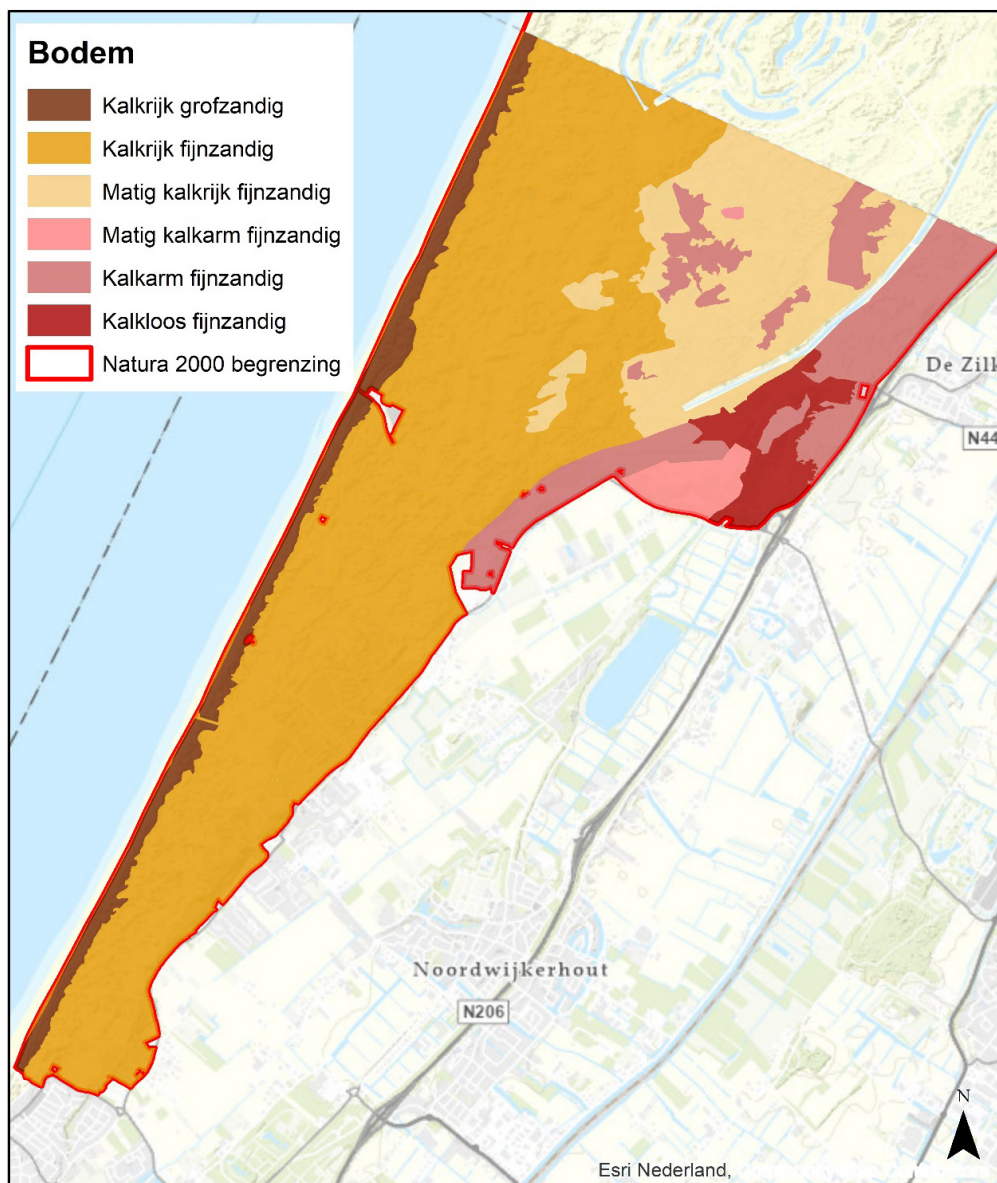 Bodem
Kalkrijk grofzandig
Kalkrijk fijnzandig
Matig kalkrijk fijnzandig
Matig kalkarm fijnzandig
Kalkarm fijnzandig
Kalkloos fijnzandig
Natura 2000 begrenzing
De Zilk
N44
Noordwijkerhout
N206
N
Esri Nederland,